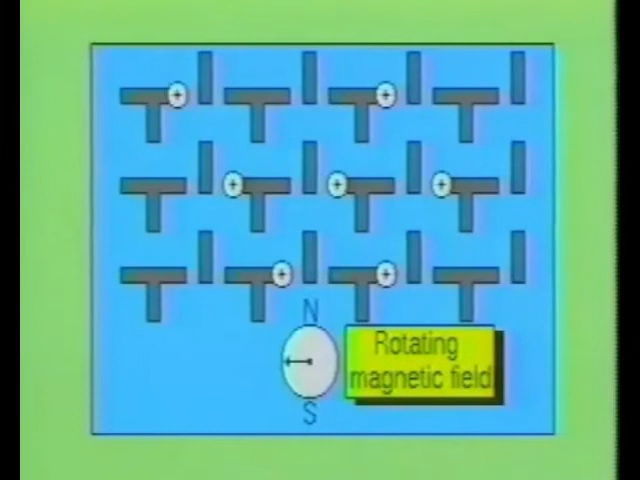 + +
+ + +
+ +
N
Rotating
magnetic field
S